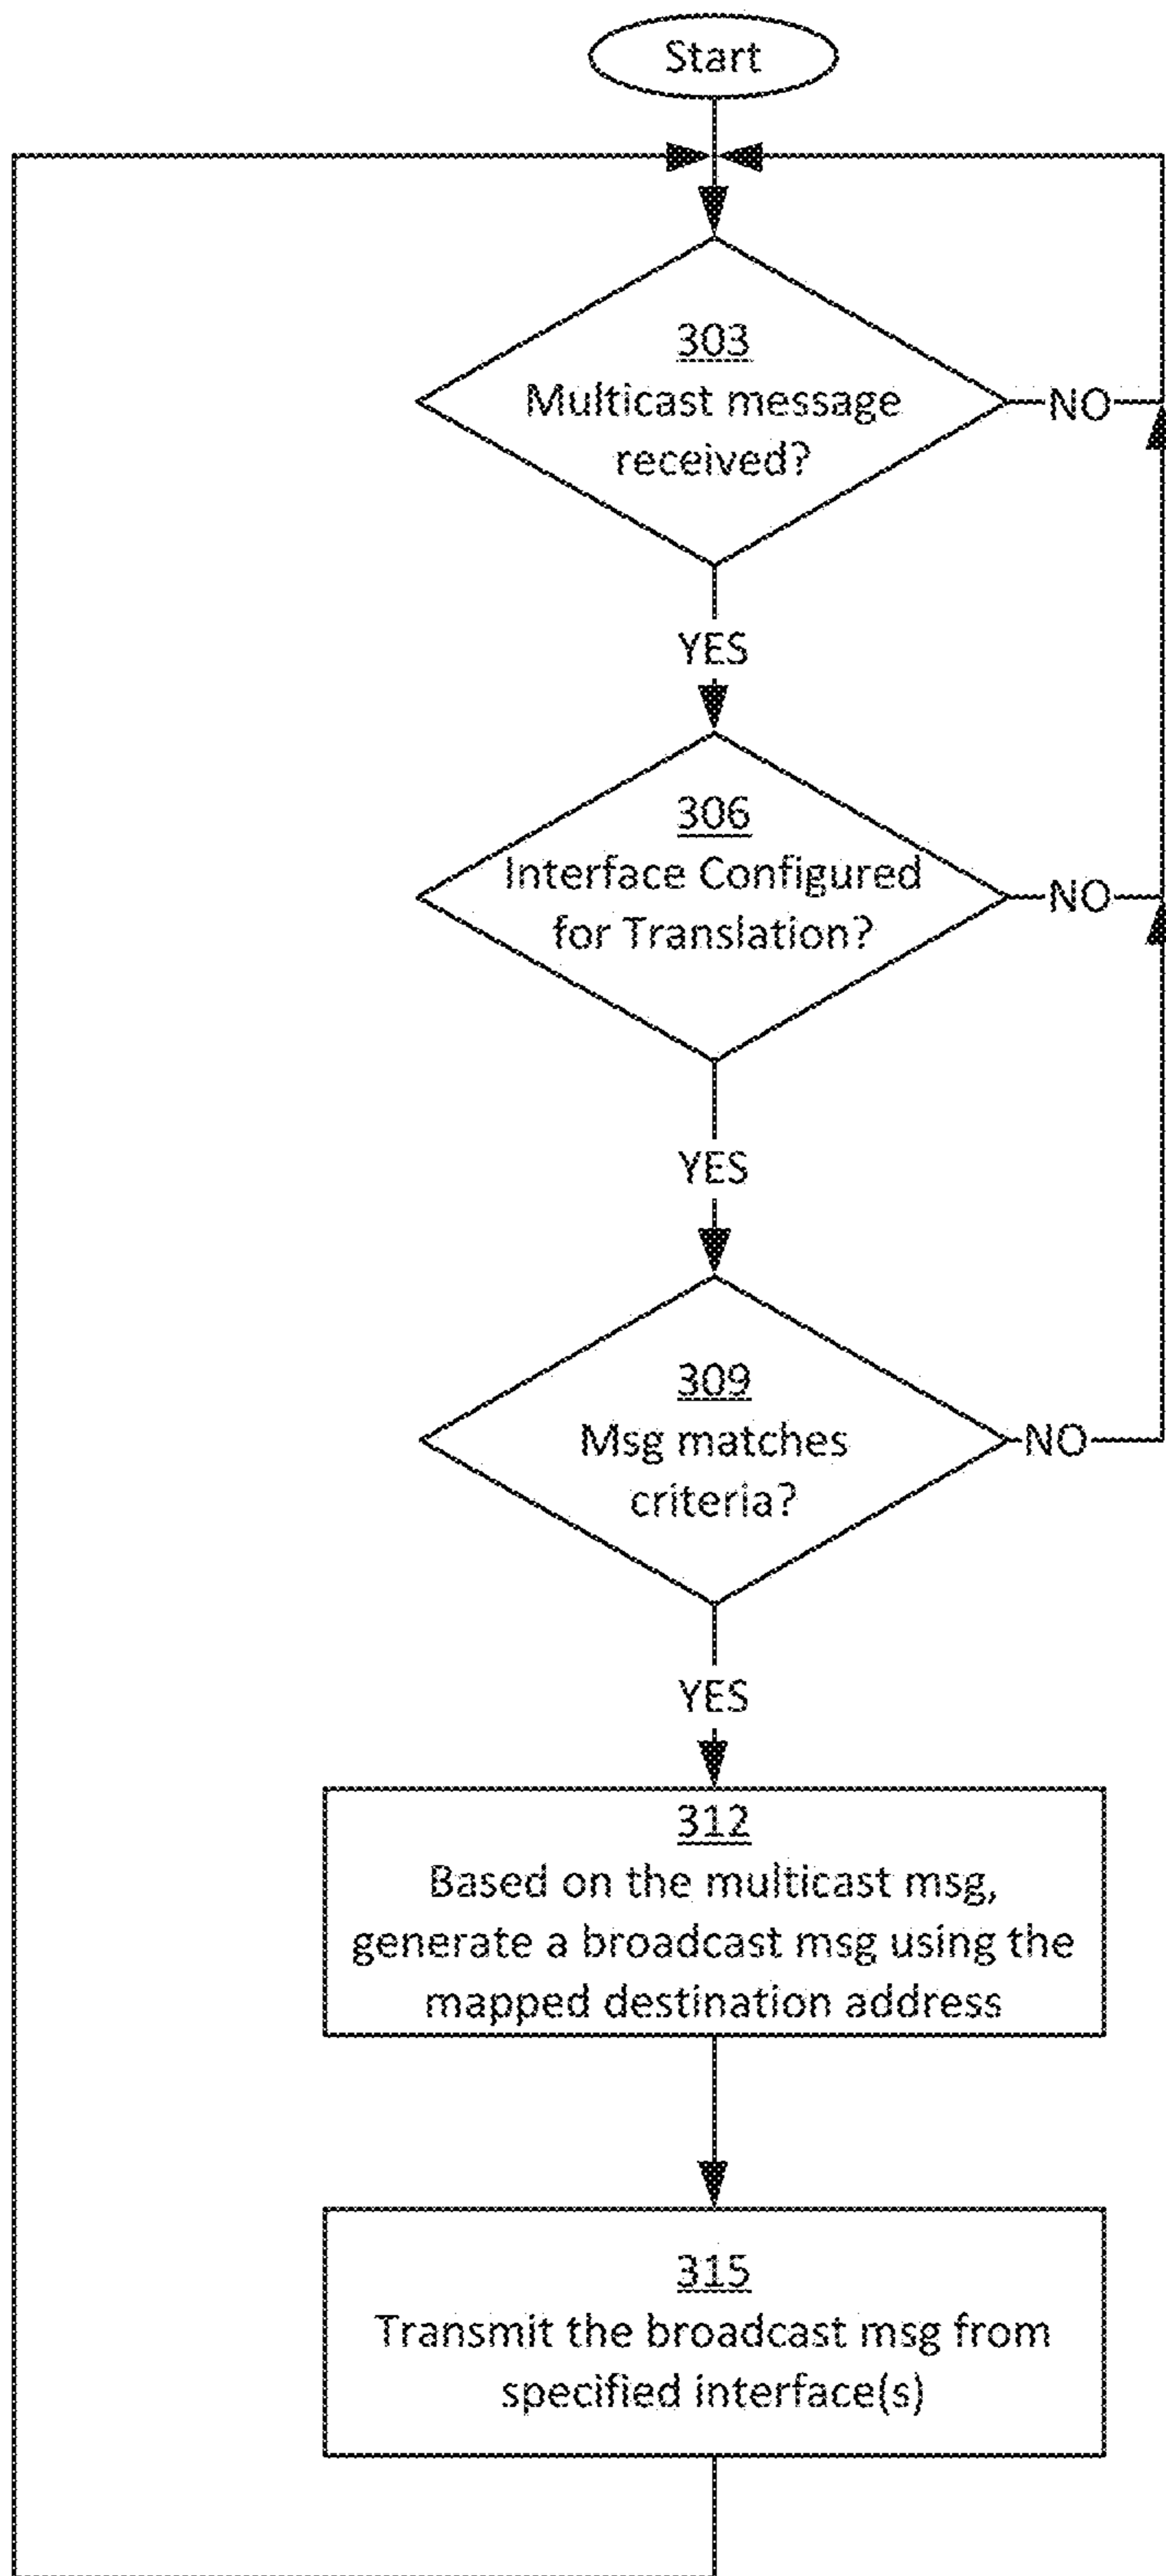 Start
303
Multicast message
received?
NO
YES
306
Interface Configured
for Translation?
NO
YES
309
Msg matches
criteria?
NO
YES
312
Based on the multicast msg,
generate a broadcast msg using the
mapped destination address
315
Transmit the broadcast msg from
specified interface(s)